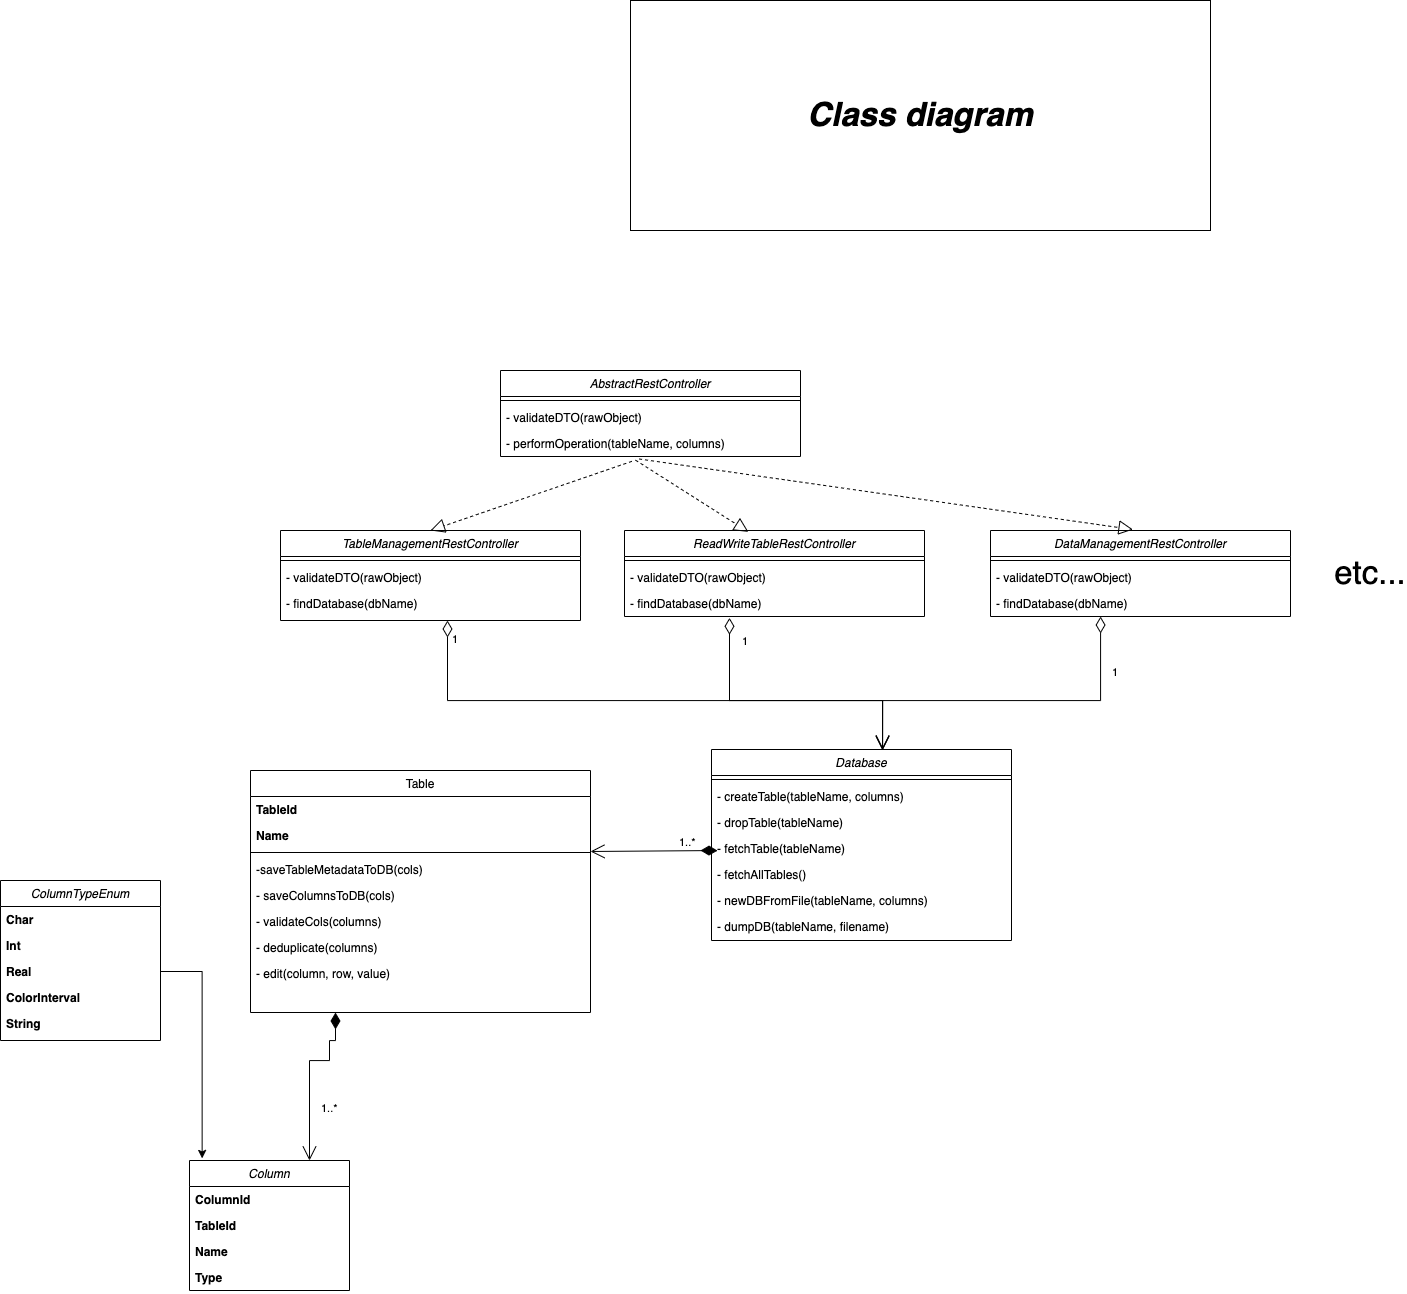 Class diagram
AbstractRestController
- validateDTO(rawObject)
- performOperation(tableName, columns)
TableManagementRestController
- validateDTO(rawObject)
- findDatabase(dbName)
1
ReadWriteTableRestController
- validateDTO(rawObject)
- findDatabase(dbName)
1
DataManagementRestController
- validateDTO(rawObject)
- findDatabase(dbName)
1
etc...
Database
- createTable(tableName, columns)
- dropTable(tableName)
- fetchTable(tableName)
- fetchAllTables()
- newDBFromFile(tableName, columns)
- dumpDB(tableName, filename)
1..*
Table
TableId
Name
-saveTableMetadataToDB(cols)
- saveColumnsToDB(cols)
- validateCols(columns)
- deduplicate(columns)
- edit(column, row, value)
1..*
ColumnTypeEnum
Char
Int
Real
ColorInterval
String
Column
ColumnId
TableId
Name
Type